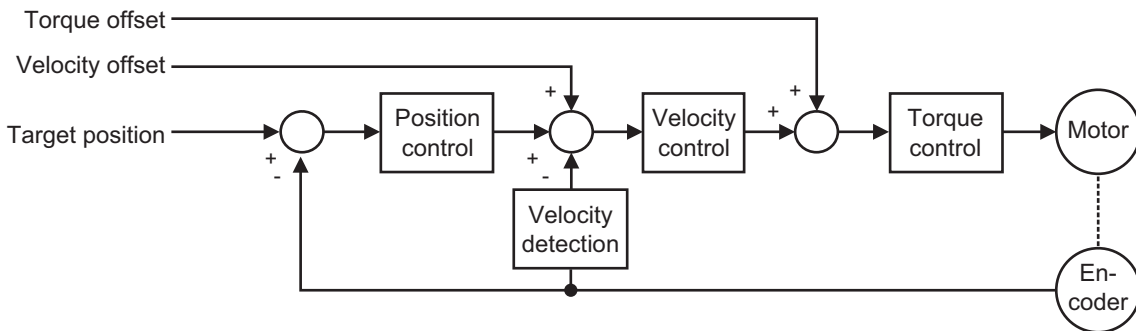 Torque offset
Velocity offset
Target position
+
-
Position
control
+
+
-
Velocity
detection
Velocity
control
+
+
Torque
control
Motor
En-
coder